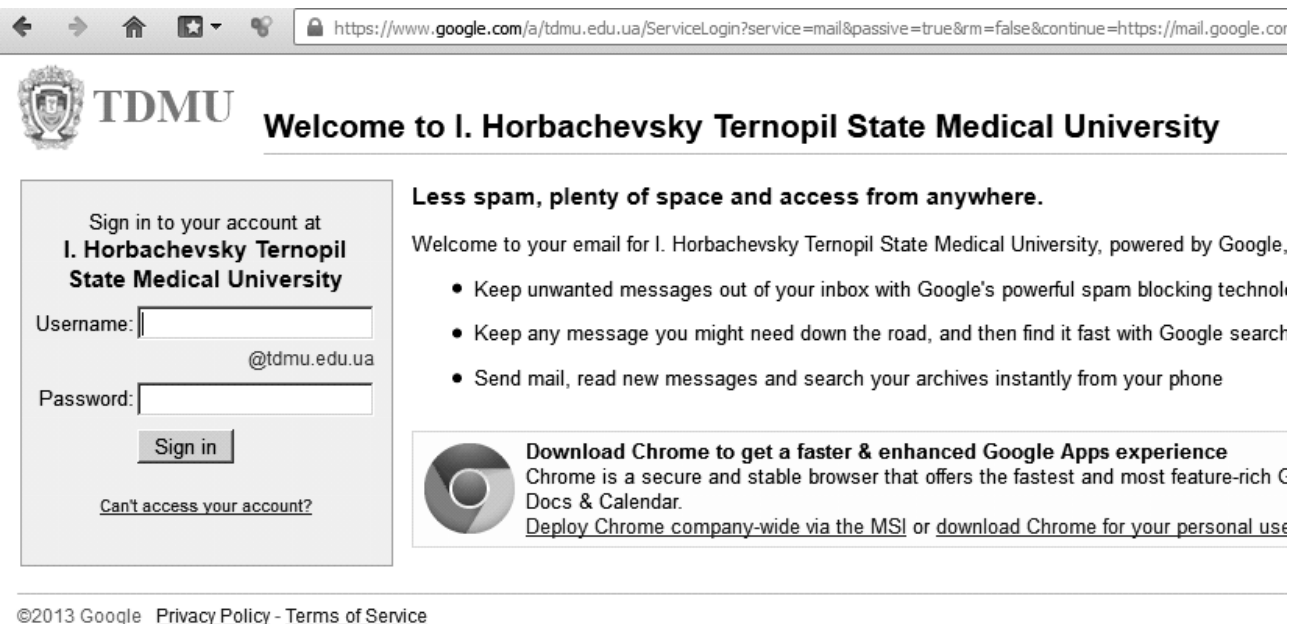 https://www.google.com/a/tdmu.edu.ua/ServiceLogin?service=mail&passive=true&rm=false&continue=https://mail.google.com
TDMU
Welcome to I. Horbachevsky Ternopil State Medical University
Sign in to your account at
I. Horbachevsky Ternopil
State Medical University
Username:
@tdmu.edu.ua
Password:
Sign in
Can't access your account?
Less spam, plenty of space and access from anywhere.
Welcome to your email for I. Horbachevsky Ternopil State Medical University, powered by Google,
• Keep unwanted messages out of your inbox with Google's powerful spam blocking
• Keep any message you might need down the road, and then find it fast with Google search
• Send mail, read new messages and search your archives instantly from your phone
Download Chrome to get a faster & enhanced Google Apps experience
Chrome is a secure and stable browser that offers the fastest and most feature-rich
Docs & Calendar.
Deploy Chrome company-wide via the MSI or download Chrome for your personal use
©2013 Google Privacy Policy - Terms of Service